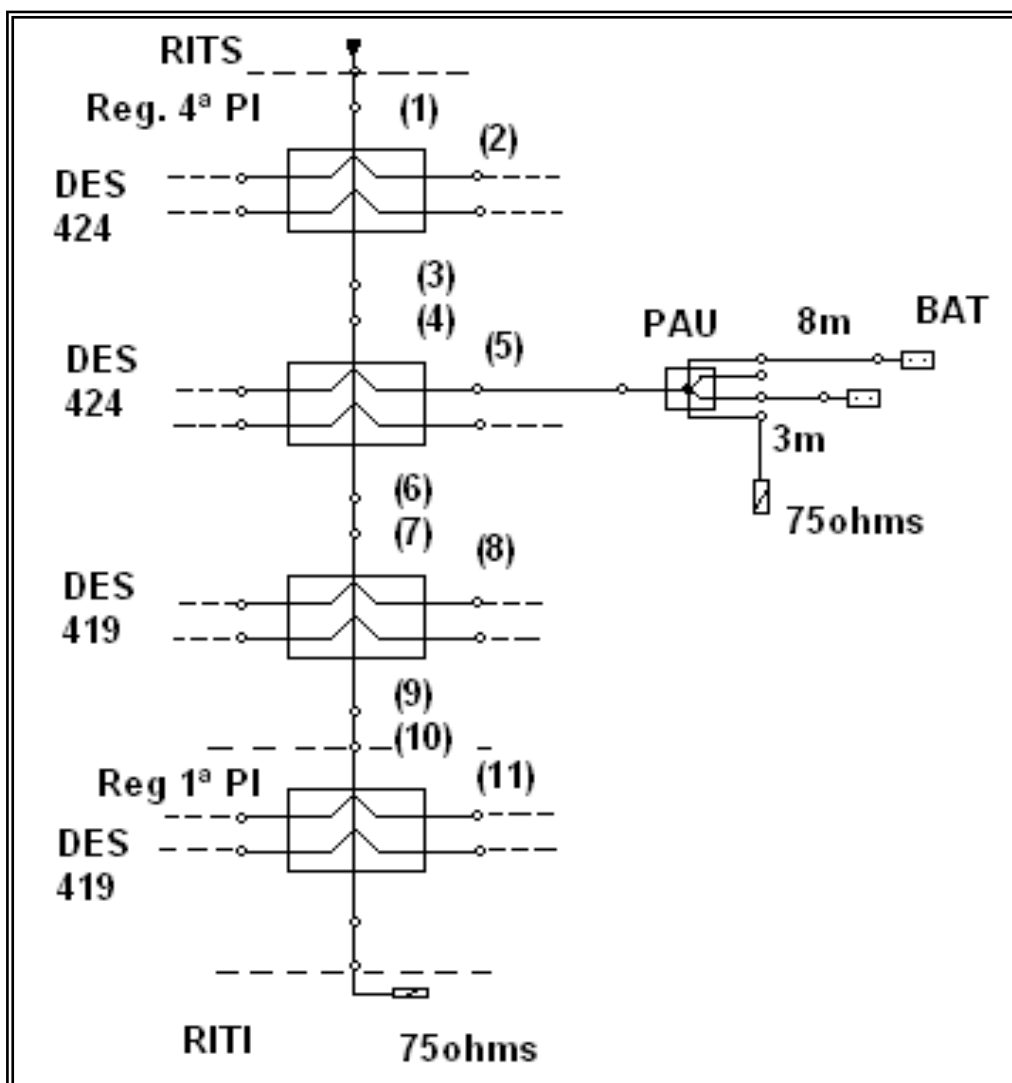 RITS
Reg. 4ª PI
(1)
(2)
DES
424
(3)
(4)
(5)
DES
424
PAU
8m
BAT
3m
75ohms
(6)
(7)
(8)
DES
419
(9)
(10)
Reg 1ª PI
(11)
DES
419
RITI
75ohms